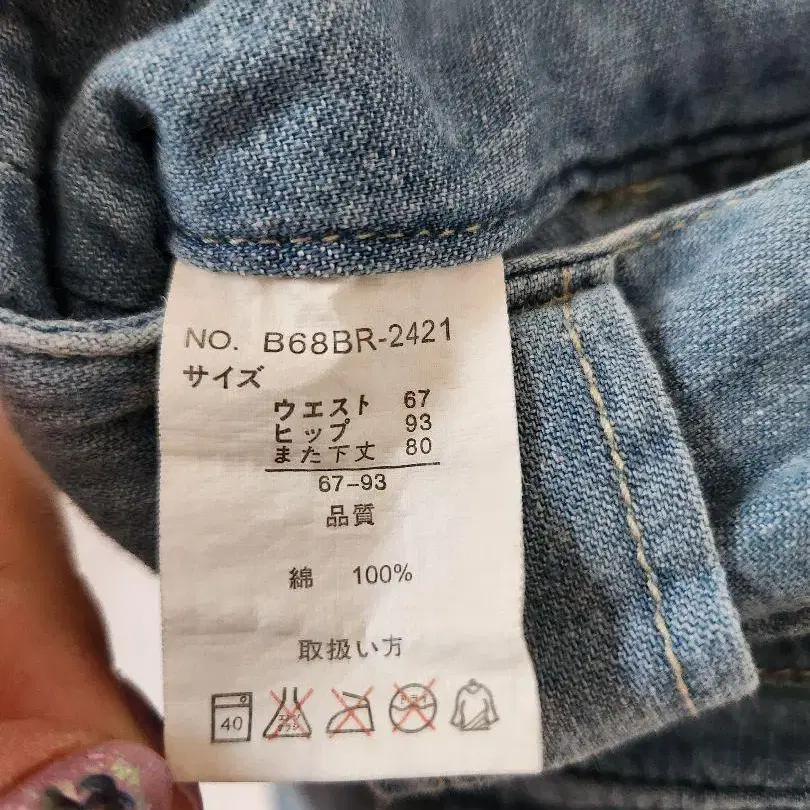 NO. B68BR-2421
サイズ
ウエスト 67
ヒップ 93
また下丈 80
67-93
品質
綿 100%
取扱い方
40